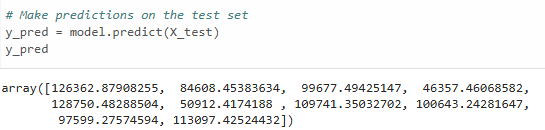 # Make predictions on the test set
y_pred = model.predict(X_test)
y_pred
array([126362.87908255,  84608.45383634,  99677.49425147,  46357.46068582,
       128750.48288504,  50912.4174188 , 109741.35032702, 100643.24281647,
        97599.27574594, 113097.42524432])